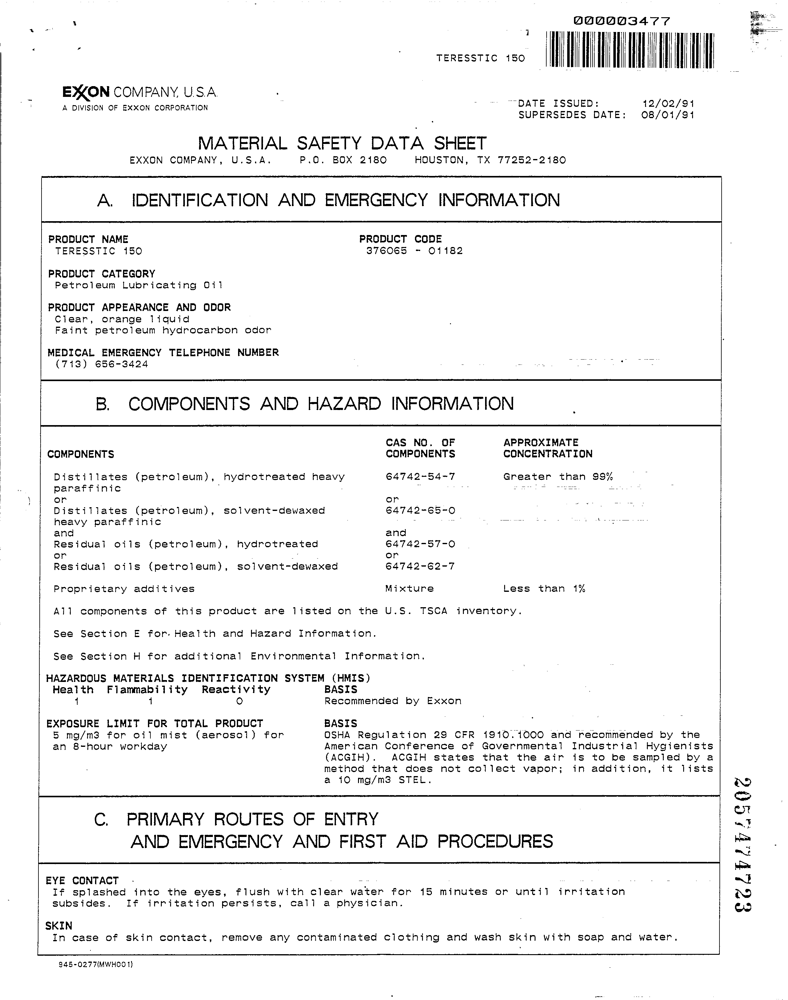 000003477
TERESSTIC 150
EXXON COMPANY, U.S.A.
A DIVISION OF EXXON CORPORATION
DATE ISSUED: 12/02/91
SUPERSEDES DATE: 08/01/91
MATERIAL SAFETY DATA SHEET
EXXON COMPANY, U.S.A. P.O. BOX 2180 HOUSTON, TX 77252-2180
A. IDENTIFICATION AND EMERGENCY INFORMATION
PRODUCT NAME PRODUCT CODE
TERESSTIC 150 376065 - 01182
PRODUCT CATEGORY
Petroleum Lubricating Oil
PRODUCT APPEARANCE AND ODOR
Clear, orange liquid
Faint petroleum hydrocarbon odor
MEDICAL EMERGENCY TELEPHONE NUMBER
(713) 656-3424
B. COMPONENTS AND HAZARD INFORMATION
CAS NO. OF APPROXIMATE
COMPONENTS COMPONENTS CONCENTRATION
Distillates (petroleum), hydrotreated heavy 64742-54-7 Greater than 99%
paraffinic
or or
Distillates (petroleum), solvent-dewaxed 64742-65-0
heavy paraffinic
and and
Residual oils (petroleum), hydrotreated 64742-57-0
or or
Residual oils (petroleum), solvent-dewaxed 64742-62-7
Proprietary additives Mixture Less than 1%
All components of this product are listed on the U.S. TSCA inventory.
See Section E for Health and Hazard Information.
See Section H for additional Environmental Information.
HAZARDOUS MATERIALS IDENTIFICATION SYSTEM (HMIS)
Health Flammability Reactivity BASIS
1 1 0 Recommended by Exxon
EXPOSURE LIMIT FOR TOTAL PRODUCT BASIS
5 mg/m3 for oil mist (aerosol) for OSHA Regulation 29 CFR 1910.1000 and recommended by the
an 8-hour workday American Conference of Governmental Industrial Hygienists
(ACGIH). ACGIH states that the air is to be sampled by a
method that does not collect vapor; in addition, it lists
a 10 mg/m3 STEL.
C. PRIMARY ROUTES OF ENTRY
AND EMERGENCY AND FIRST AID PROCEDURES
EYE CONTACT
If splashed into the eyes, flush with clear water for 15 minutes or until irritation
subsides. If irritation persists, call a physician.
SKIN
In case of skin contact, remove any contaminated clothing and wash skin with soap and water.
945-0277(MWH001)
2057474723